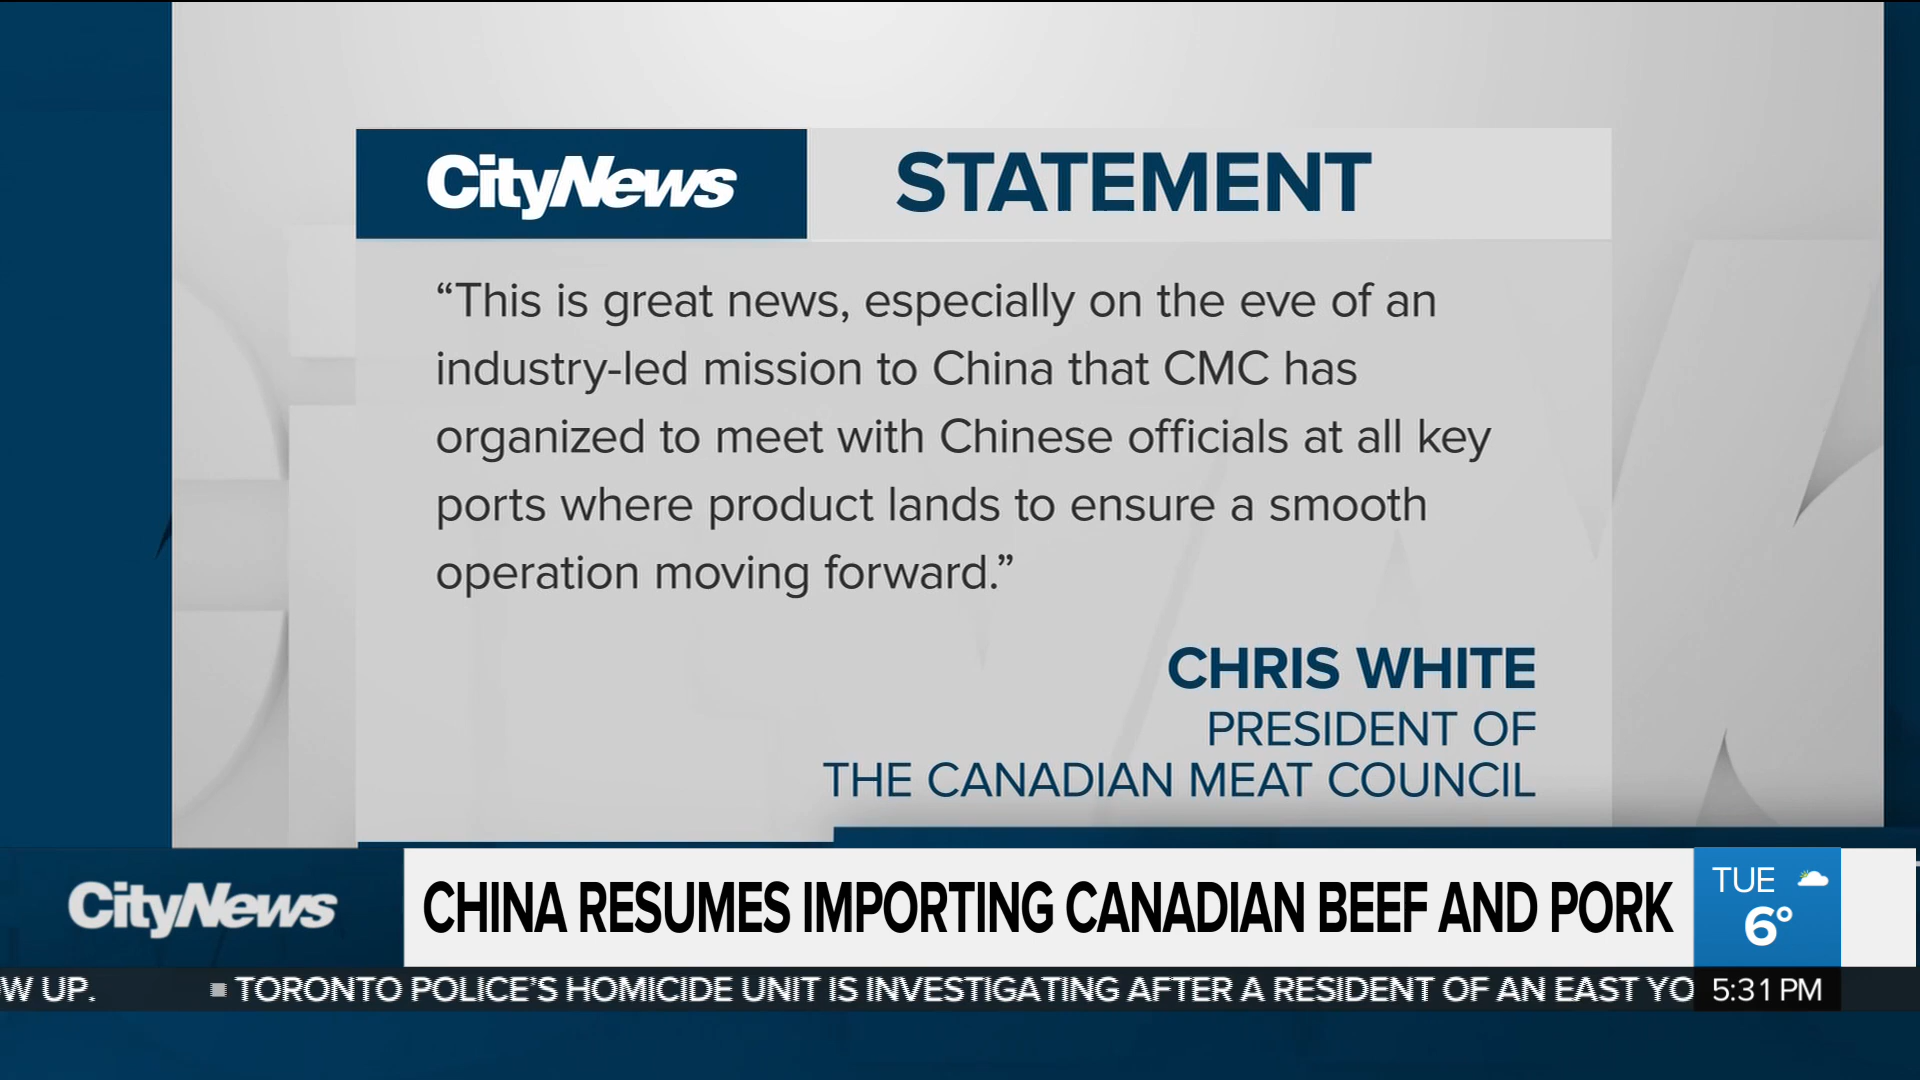 CityNews STATEMENT
“This is great news, especially on the eve of an
industry-led mission to China that CMC has
organized to meet with Chinese officials at all key
ports where product lands to ensure a smooth
operation moving forward.”
CHRIS WHITE
PRESIDENT OF
THE CANADIAN MEAT COUNCIL
CityNews
CHINA RESUMES IMPORTING CANADIAN BEEF AND PORK
TUE
6°
W UP. ■ TORONTO POLICE’S HOMICIDE UNIT IS INVESTIGATING AFTER A RESIDENT OF AN EAST YO
5:31 PM